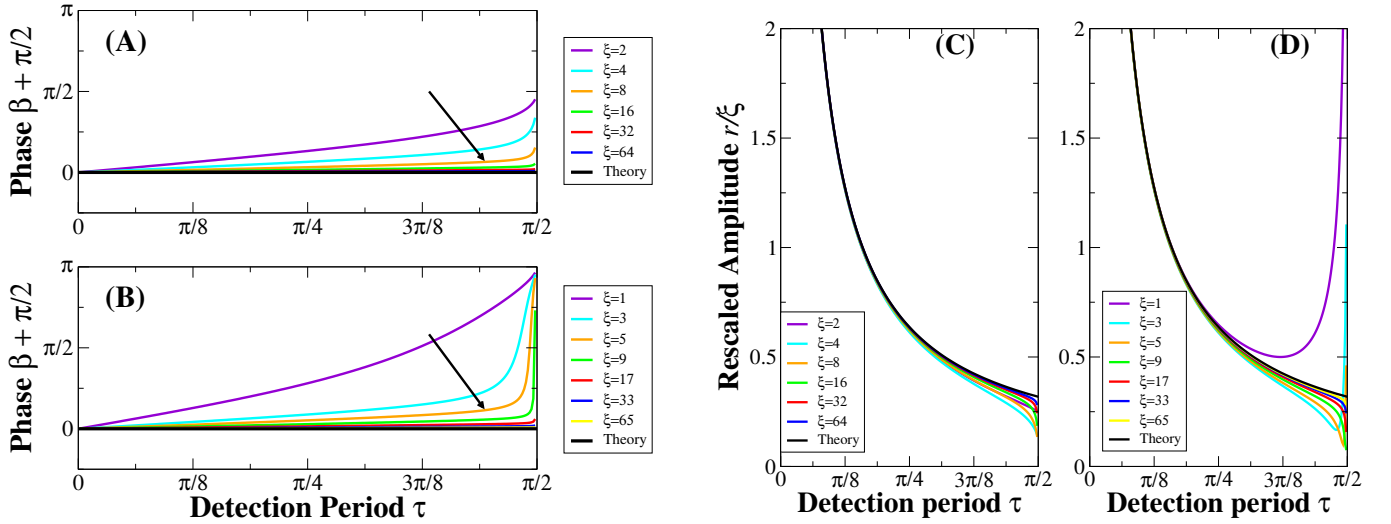 (A)
Phase β + π/2
π
π/2
0
0
π/8
π/4
3π/8
π/2
ξ=2
ξ=4
ξ=8
ξ=16
ξ=32
ξ=64
Theory
(B)
Phase β + π/2
π
π/2
0
0
π/8
π/4
3π/8
π/2
Detection Period τ
ξ=1
ξ=3
ξ=5
ξ=9
ξ=17
ξ=33
ξ=65
Theory
(C)
Rescaled Amplitude r/ξ
2
1.5
1
0.5
0
0
π/8
π/4
3π/8
π/2
Detection period τ
ξ=2
ξ=4
ξ=8
ξ=16
ξ=32
ξ=64
Theory
(D)
2
1.5
1
0.5
0
0
π/8
π/4
3π/8
π/2
Detection period τ
ξ=1
ξ=3
ξ=5
ξ=9
ξ=17
ξ=33
ξ=65
Theory